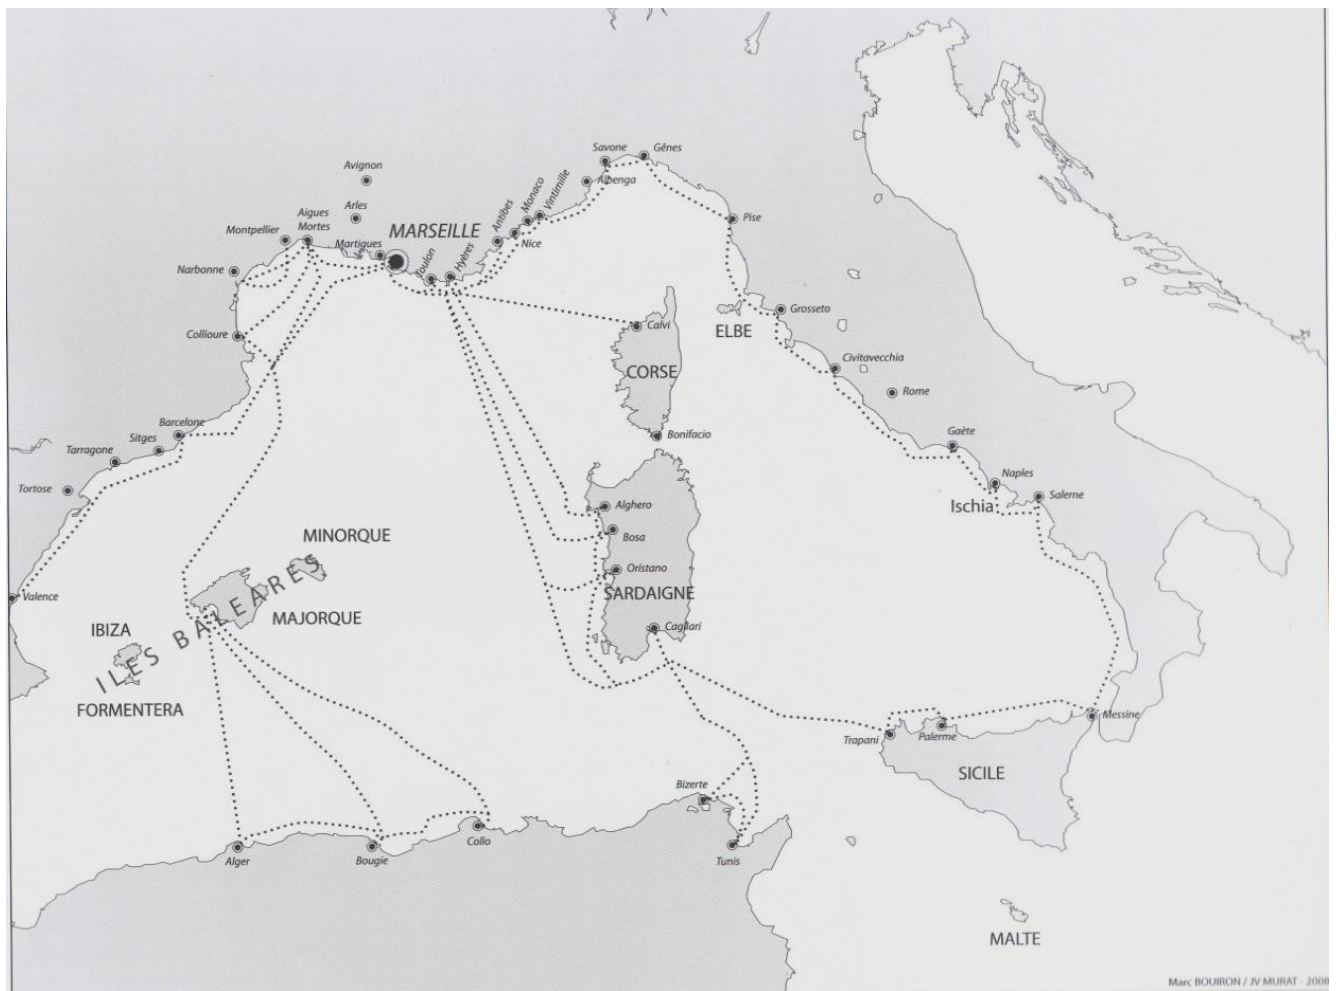 Savone
Gênes
Avignon
Albenga
Arles
Monaco
Vintimille
Aigues
Mortes
MARSEILLE
Antibes
Pise
Montpellier
Martigues
Toulon
Hyères
Nice
Narbonne
Grosseto
ELBE
Calvi
Collioure
Civitavecchia
CORSE
Rome
Barcelone
Bonifacio
Sitges
Gaète
Tarragone
Naples
Tortose
Salerne
Ischia
Alghero
MINORQUE
Bosa
Oristano
SARDAIGNE
Valence
MAJORQUE
Cagliari
IBIZA
ILES BALEARES
FORMENTERA
Messine
Trapani
Palerme
SICILE
Bizerte
Collo
Alger
Bougie
Tunis
MALTE
Marc BOUIRON / JV MURAT - 2008